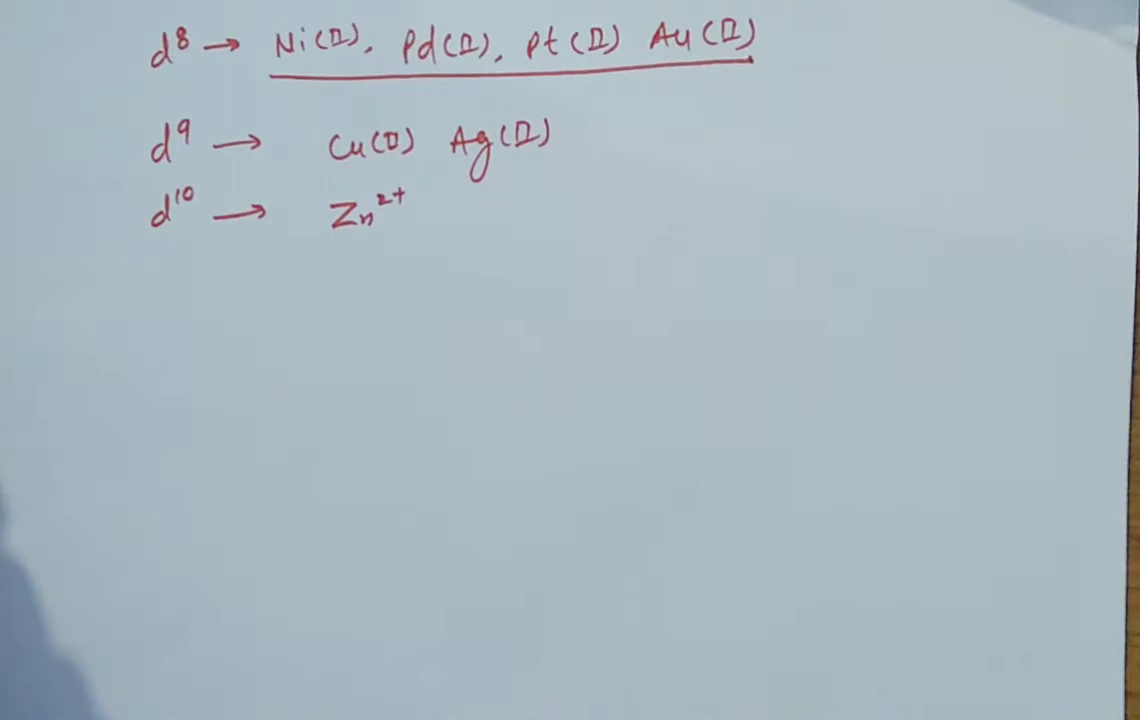 d⁸ → Ni(II), Pd(II), Pt(II) Au(II)
d⁹ → Cu(II) Ag(II)
d¹⁰ → Zn²⁺